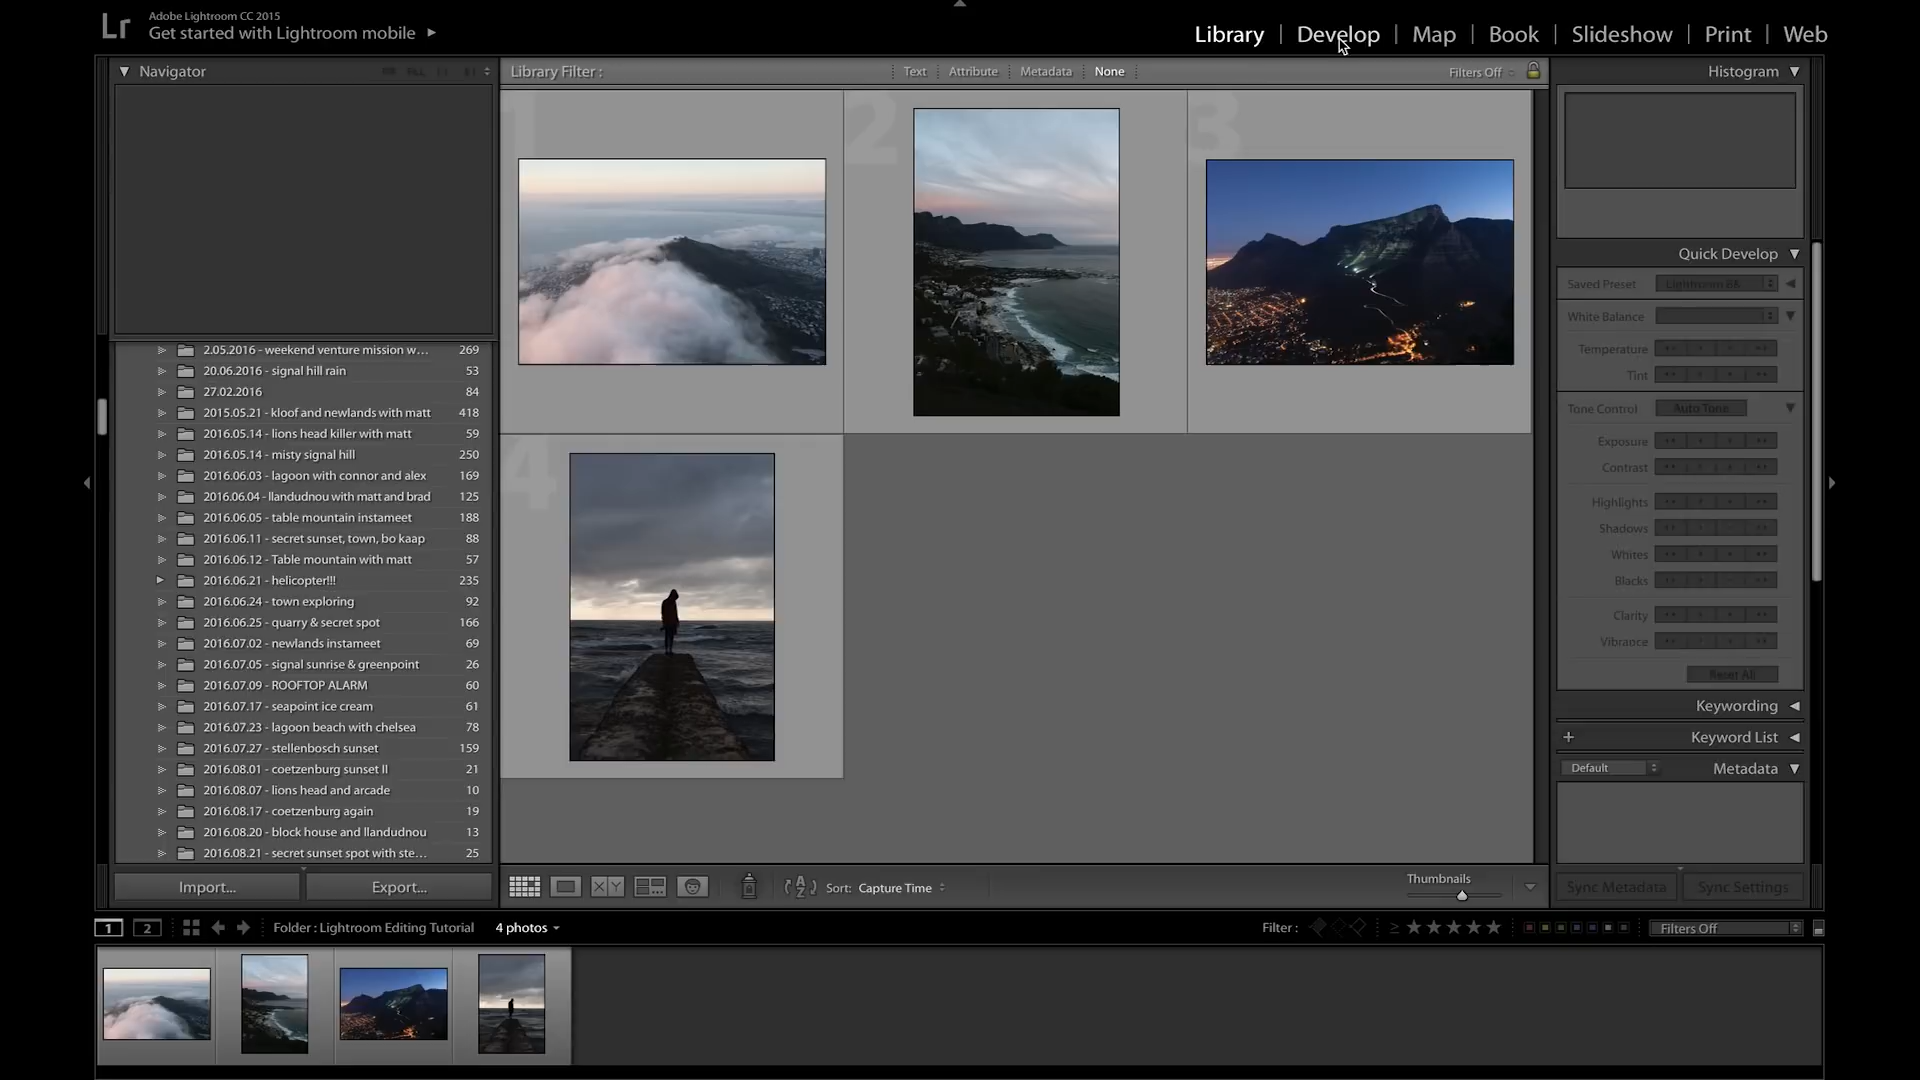 Lr
Adobe Lightroom CC 2015
Get started with Lightroom mobile
Library | Develop | Map | Book | Slideshow | Print | Web
Navigator
Library Filter :
Text | Attribute | Metadata | None
Filters Off
Histogram
1
2
3
4
2.05.2016 - weekend venture mission w... 269
20.06.2016 - signal hill rain 53
27.02.2016 84
2015.05.21 - kloof and newlands with matt 418
2016.05.14 - lions head killer with matt 59
2016.05.14 - misty signal hill 250
2016.06.03 - lagoon with connor and alex 169
2016.06.04 - llandudnou with matt and brad 125
2016.06.05 - table mountain instameet 188
2016.06.11 - secret sunset, town, bo kaap 88
2016.06.12 - Table mountain with matt 57
2016.06.21 - helicopter!!! 235
2016.06.24 - town exploring 92
2016.06.25 - quarry & secret spot 166
2016.07.02 - newlands instameet 69
2016.07.05 - signal sunrise & greenpoint 26
2016.07.09 - ROOFTOP ALARM 60
2016.07.17 - seapoint ice cream 61
2016.07.23 - lagoon beach with chelsea 78
2016.07.27 - stellenbosch sunset 159
2016.08.01 - coetzenburg sunset II 21
2016.08.07 - lions head and arcade 10
2016.08.17 - coetzenburg again 19
2016.08.20 - block house and llandudnou 13
2016.08.21 - secret sunset spot with ste... 25
Quick Develop
Saved Preset
White Balance
Temperature
Tint
Tone Control Auto Tone
Exposure
Contrast
Highlights
Shadows
Whites
Blacks
Clarity
Vibrance
Reset All
Keywording
+ Keyword List
Default Metadata
Import...
Export...
XY
Sort: Capture Time
Thumbnails
Sync Metadata
Sync Settings
1
2
Folder : Lightroom Editing Tutorial
4 photos
Filter :
Filters Off